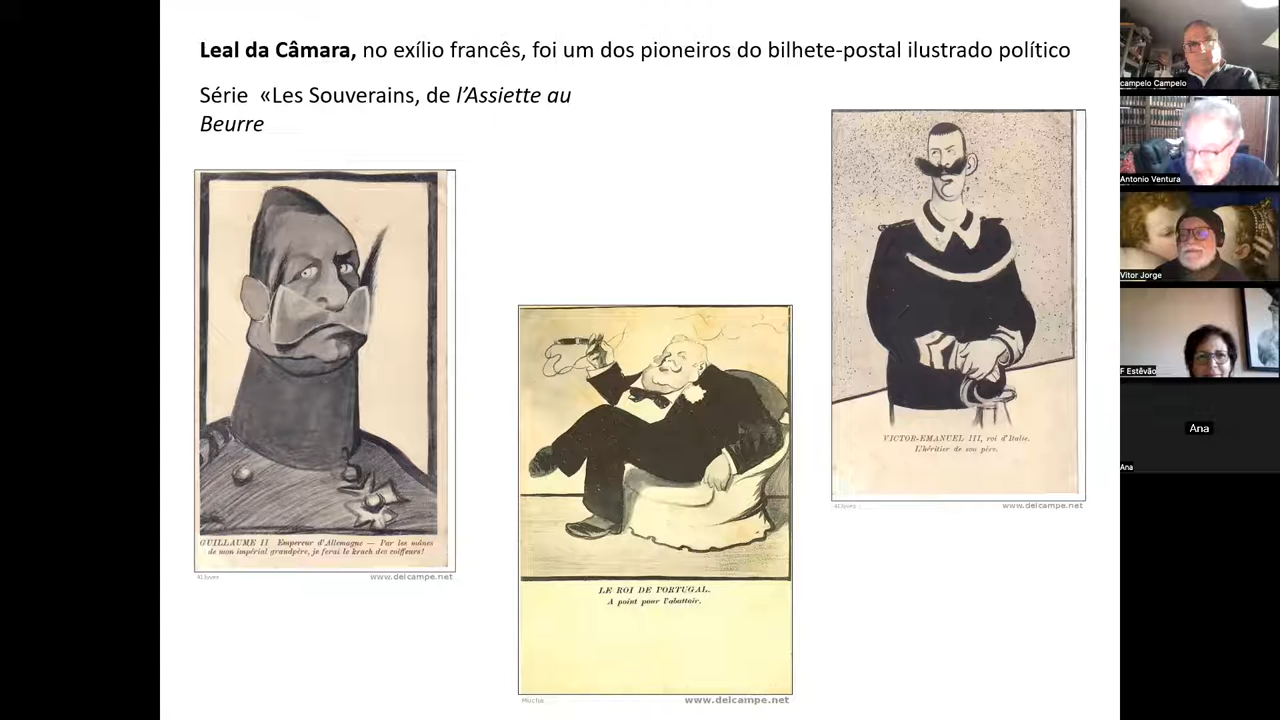 Leal da Câmara, no exílio francês, foi um dos pioneiros do bilhete-postal ilustrado político
Série «Les Souverains, de l’Assiette au
Beurre
GUILLAUME II Empereur d'Allemagne — Par les mânes
de mon impérial grandpère, je ferai le krach des coiffeurs!
www.delcampe.net
LE ROI DE PORTUGAL.
A point pour l'abattoir.
Mucha
www.delcampe.net
VICTOR-EMANUEL III, roi d'Italie.
L'héritier de son père.
www.delcampe.net
campelo Campelo
Antonio Ventura
Vitor Jorge
F Estêvão
Ana
Ana